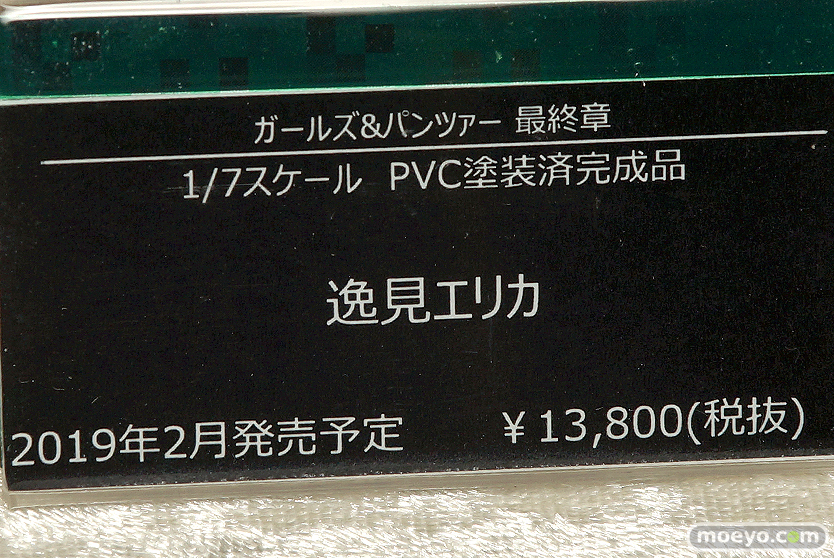 ガールズ&パンツァー 最終章
1/7スケール PVC塗装済完成品
逸見エリカ
2019年2月発売予定 ¥13,800(税抜)
moeyo.com